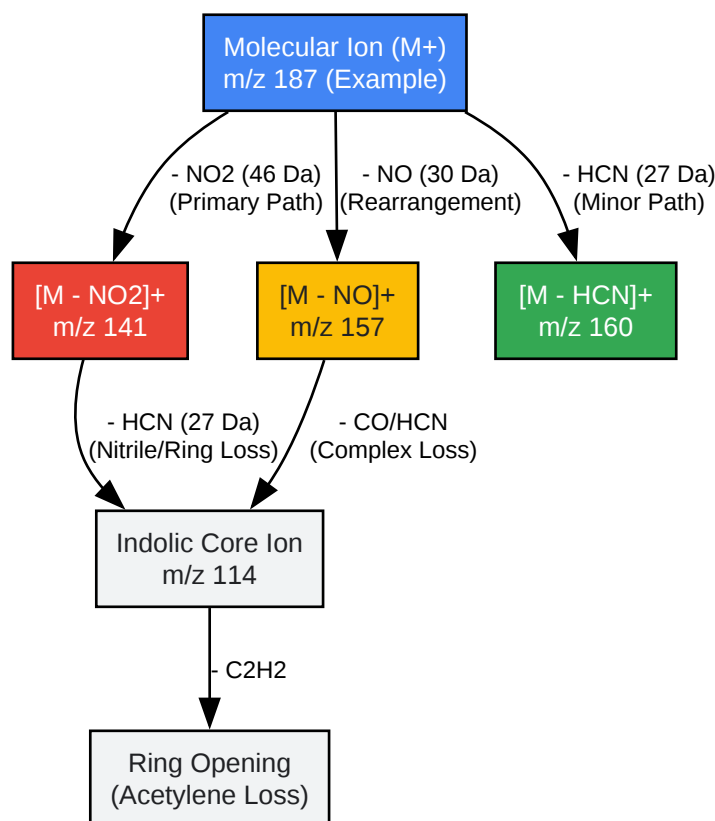 Molecular Ion (M+)
m/z 187 (Example)
- NO2 (46 Da)
(Primary Path)
- NO (30 Da)
(Rearrangement)
- HCN (27 Da)
(Minor Path)
[M - NO2]+
m/z 141
[M - NO]+
m/z 157
[M - HCN]+
m/z 160
- HCN (27 Da)
(Nitrile/Ring Loss)
- CO/HCN
(Complex Loss)
Indolic Core Ion
m/z 114
- C2H2
Ring Opening
(Acetylene Loss)